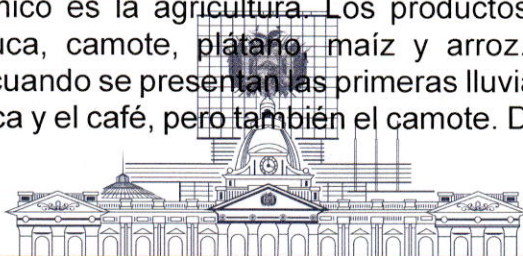 nico es la agricultura. Los productos
uca, camote, plátano, maíz y arroz.
cuando se presentan las primeras lluvia
ca y el café, pero también el camote. D